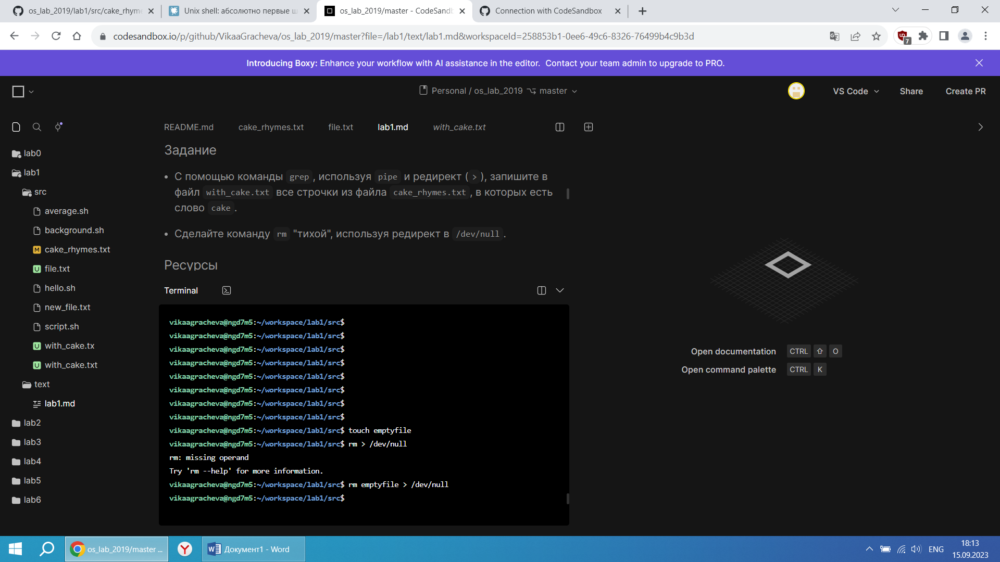 os_lab_2019/lab1/src/cake_rhyme
Unix shell: абсолютно первые ш
os_lab_2019/master - CodeSandb
Connection with CodeSandbox
codesandbox.io/p/github/VikaaGracheva/os_lab_2019/master?file=/lab1/text/lab1.md&workspaceId=258853b1-0ee6-49c6-8326-76499b4c9b3d
7
Introducing Boxy: Enhance your workflow with AI assistance in the editor. Contact your team admin to upgrade to PRO.
Personal / os_lab_2019 master
VS Code
Share
Create PR
README.md
cake_rhymes.txt
file.txt
lab1.md
with_cake.txt
lab0
lab1
src
average.sh
background.sh
M cake_rhymes.txt
U file.txt
hello.sh
new_file.txt
script.sh
U with_cake.tx
U with_cake.txt
text
lab1.md
lab2
lab3
lab4
lab5
lab6
Задание
• С помощью команды grep , используя pipe и редирект ( > ), запишите в
файл with_cake.txt все строчки из файла cake_rhymes.txt , в которых есть
слово cake .
• Сделайте команду rm "тихой", используя редирект в /dev/null .
Ресурсы
Terminal
vikaagracheva@ngd7m5:~/workspace/lab1/src$
vikaagracheva@ngd7m5:~/workspace/lab1/src$
vikaagracheva@ngd7m5:~/workspace/lab1/src$
vikaagracheva@ngd7m5:~/workspace/lab1/src$
vikaagracheva@ngd7m5:~/workspace/lab1/src$
vikaagracheva@ngd7m5:~/workspace/lab1/src$
vikaagracheva@ngd7m5:~/workspace/lab1/src$
vikaagracheva@ngd7m5:~/workspace/lab1/src$
vikaagracheva@ngd7m5:~/workspace/lab1/src$ touch emptyfile
vikaagracheva@ngd7m5:~/workspace/lab1/src$ rm > /dev/null
rm: missing operand
Try 'rm --help' for more information.
vikaagracheva@ngd7m5:~/workspace/lab1/src$ rm emptyfile > /dev/null
vikaagracheva@ngd7m5:~/workspace/lab1/src$
Open documentation CTRL ⇧ O
Open command palette CTRL K
os_lab_2019/master ...
Документ1 - Word
ENG
18:13
15.09.2023